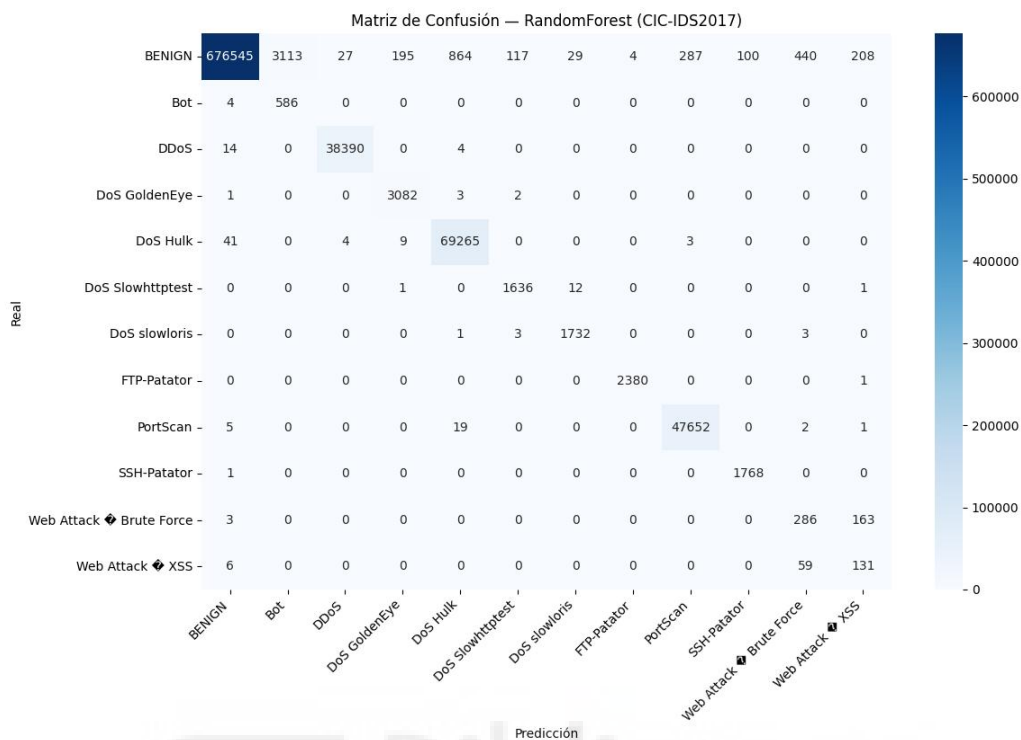 Matriz de Confusión — RandomForest (CIC-IDS2017)
BENIGN 676545 3113 27 195 864 117 29 4 287 100 440 208
Bot 4 586 0 0 0 0 0 0 0 0 0 0
DDoS 14 0 38390 0 4 0 0 0 0 0 0 0
DoS GoldenEye 1 0 0 3082 3 2 0 0 0 0 0 0
DoS Hulk 41 0 4 9 69265 0 0 0 3 0 0 0
DoS Slowhttptest 0 0 0 1 0 1636 12 0 0 0 0 1
DoS slowloris 0 0 0 0 1 3 1732 0 0 0 3 0
FTP-Patator 0 0 0 0 0 0 0 2380 0 0 0 1
PortScan 5 0 0 0 19 0 0 0 47652 0 2 1
SSH-Patator 1 0 0 0 0 0 0 0 0 1768 0 0
Web Attack � Brute Force 3 0 0 0 0 0 0 0 0 0 286 163
Web Attack � XSS 6 0 0 0 0 0 0 0 0 0 59 131
Real
BENIGN
Bot
DDoS
DoS GoldenEye
DoS Hulk
DoS Slowhttptest
DoS slowloris
FTP-Patator
PortScan
SSH-Patator
Web Attack � Brute Force
Web Attack � XSS
Predicción
600000
500000
400000
300000
200000
100000
0